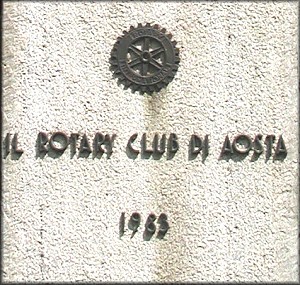 IL ROTARY CLUB DI AOSTA
1963